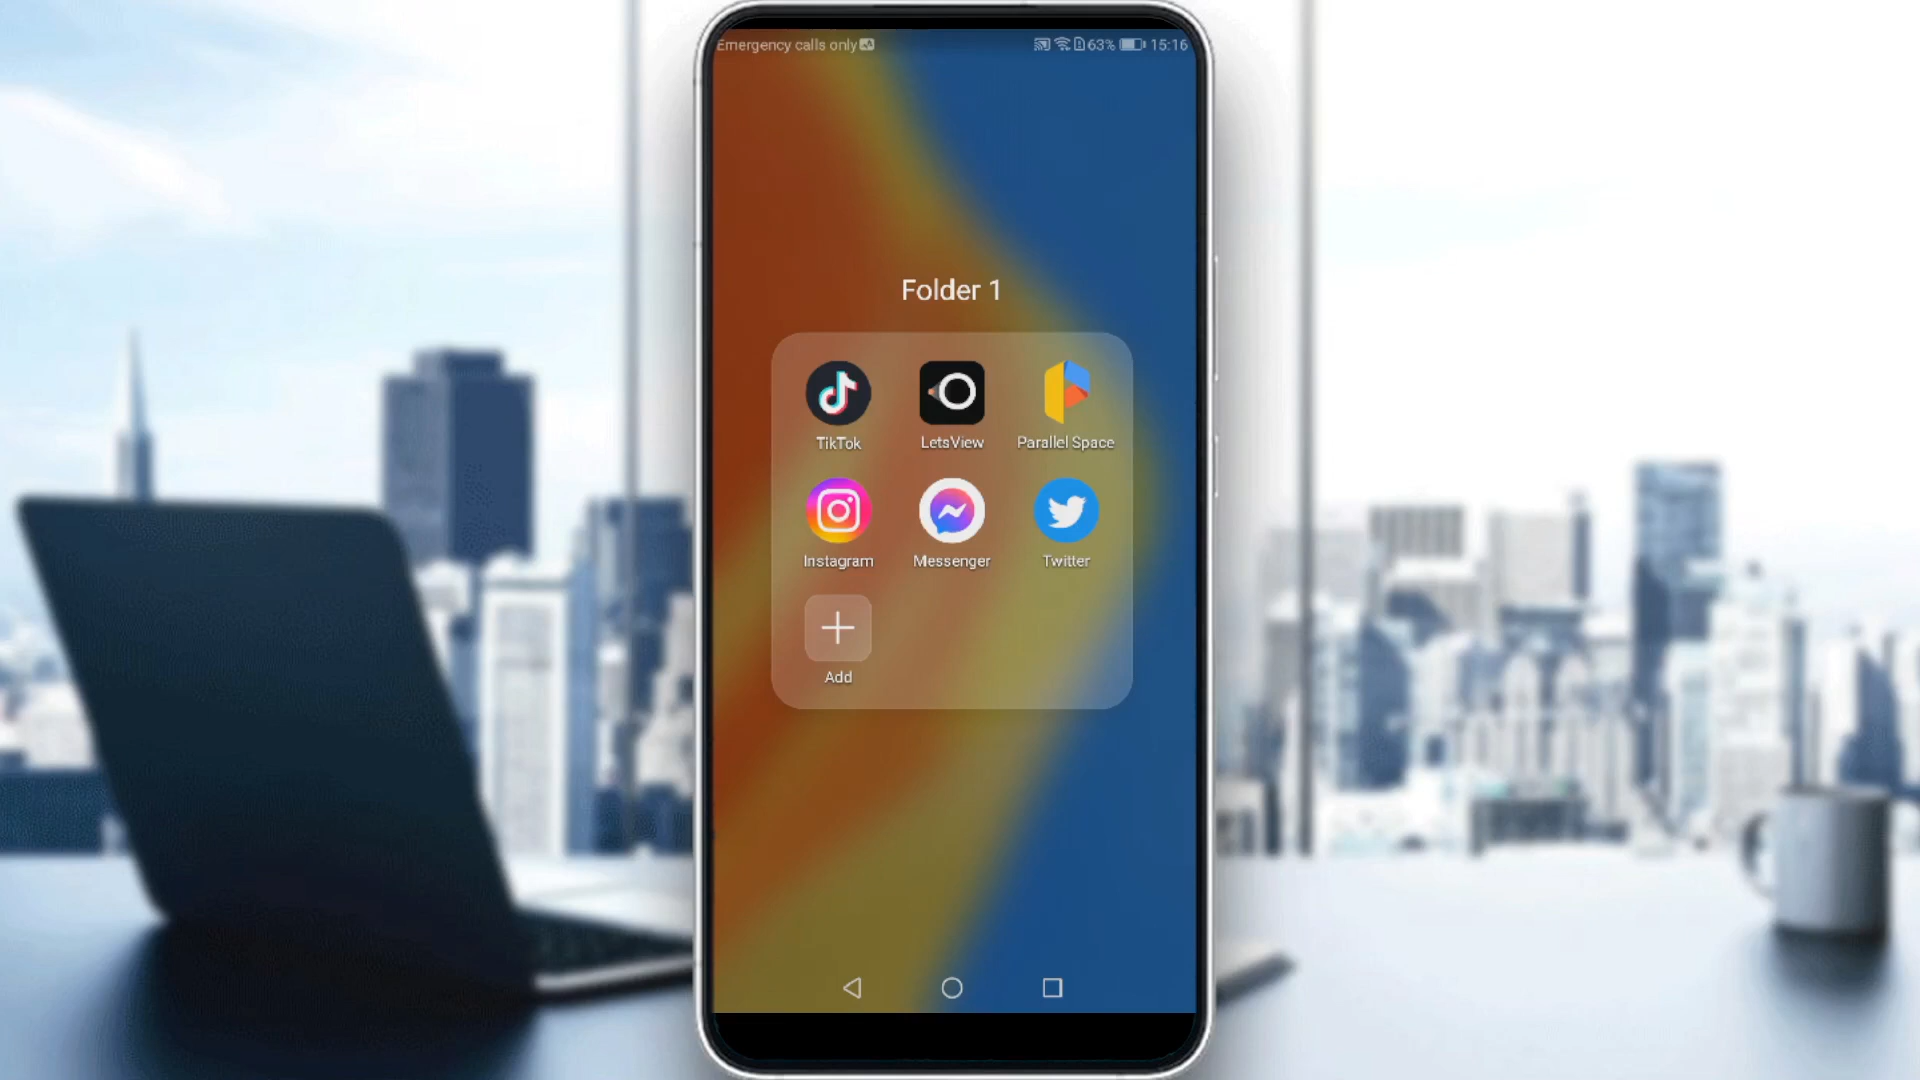 Emergency calls only 63% 15:16
Folder 1
TikTok LetsView Parallel Space
Instagram Messenger Twitter
Add